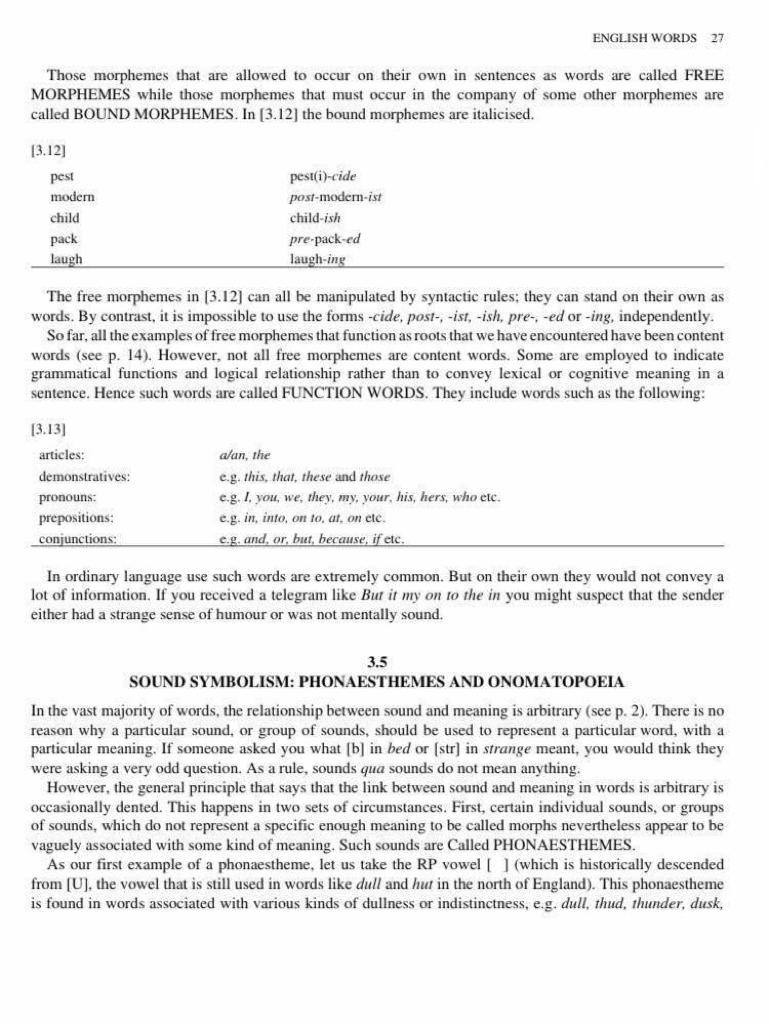 ENGLISH WORDS 27
Those morphemes that are allowed to occur on their own in sentences as words are called FREE
MORPHEMES while those morphemes that must occur in the company of some other morphemes are
called BOUND MORPHEMES. In [3.12] the bound morphemes are italicised.
[3.12]
pest pest(i)-cide
modern post-modern-ist
child child-ish
pack pre-pack-ed
laugh laugh-ing
The free morphemes in [3.12] can all be manipulated by syntactic rules; they can stand on their own as
words. By contrast, it is impossible to use the forms -cide, post-, -ist, -ish, pre-, -ed or -ing, independently.
So far, all the examples of free morphemes that function as roots that we have encountered have been content
words (see p. 14). However, not all free morphemes are content words. Some are employed to indicate
grammatical functions and logical relationship rather than to convey lexical or cognitive meaning in a
sentence. Hence such words are called FUNCTION WORDS. They include words such as the following:
[3.13]
articles: a/an, the
demonstratives: e.g. this, that, these and those
pronouns: e.g. I, you, we, they, my, your, his, hers, who etc.
prepositions: e.g. in, into, on to, at, on etc.
conjunctions: e.g. and, or, but, because, if etc.
In ordinary language use such words are extremely common. But on their own they would not convey a
lot of information. If you received a telegram like But it my on to the in you might suspect that the sender
either had a strange sense of humour or was not mentally sound.
3.5
SOUND SYMBOLISM: PHONAESTHEMES AND ONOMATOPOEIA
In the vast majority of words, the relationship between sound and meaning is arbitrary (see p. 2). There is no
reason why a particular sound, or group of sounds, should be used to represent a particular word, with a
particular meaning. If someone asked you what [b] in bed or [str] in strange meant, you would think they
were asking a very odd question. As a rule, sounds qua sounds do not mean anything.
However, the general principle that says that the link between sound and meaning in words is arbitrary is
occasionally dented. This happens in two sets of circumstances. First, certain individual sounds, or groups
of sounds, which do not represent a specific enough meaning to be called morphs nevertheless appear to be
vaguely associated with some kind of meaning. Such sounds are Called PHONAESTHEMES.
As our first example of a phonaestheme, let us take the RP vowel [ ] (which is historically descended
from [U], the vowel that is still used in words like dull and hut in the north of England). This phonaestheme
is found in words associated with various kinds of dullness or indistinctness, e.g. dull, thud, thunder, dusk,